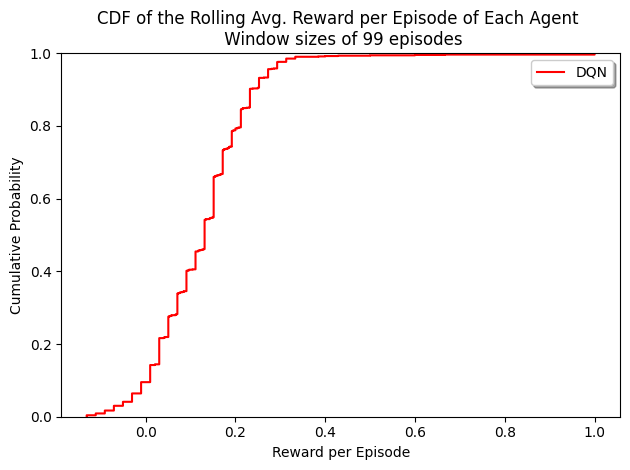 CDF of the Rolling Avg. Reward per Episode of Each Agent
Window sizes of 99 episodes
DQN
Cumulative Probability
1.0
0.8
0.6
0.4
0.2
0.0
0.0 0.2 0.4 0.6 0.8 1.0
Reward per Episode